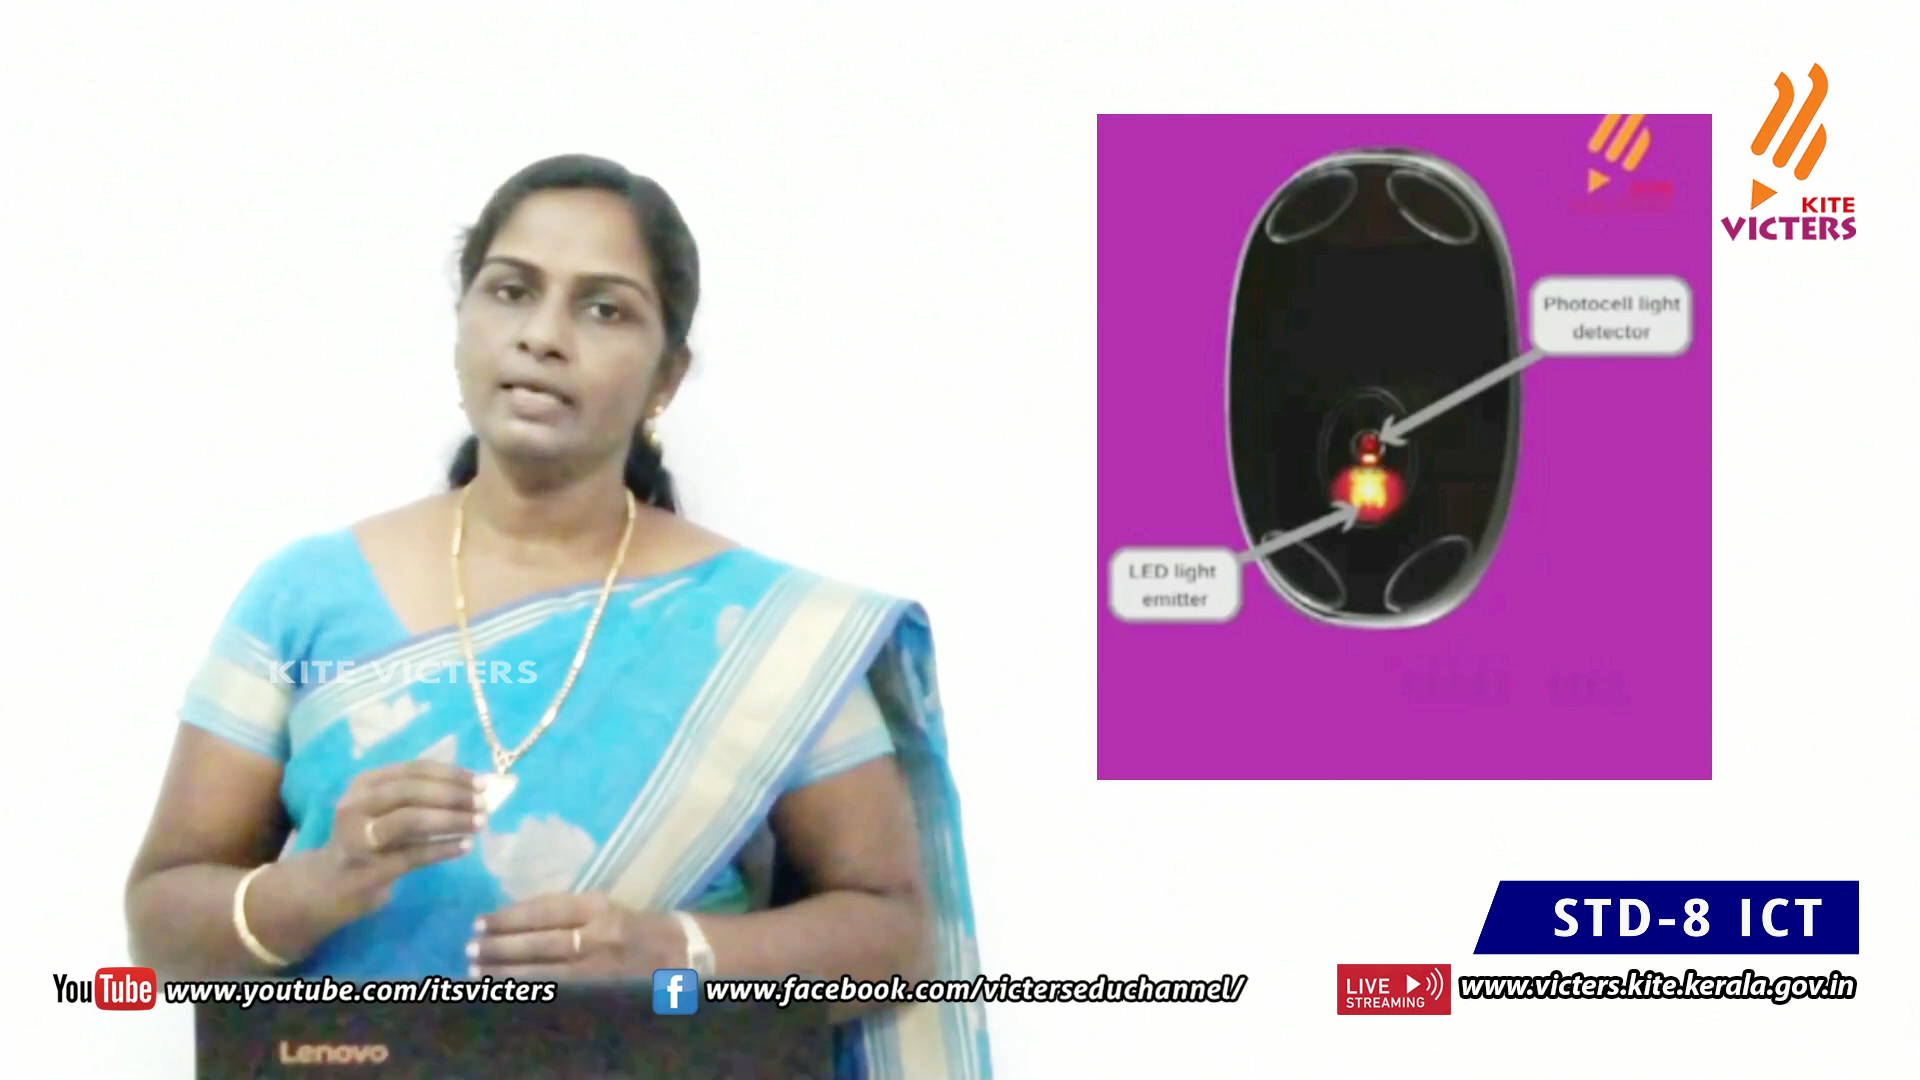 KITE
VICTERS
Photocell light
detector
LED light
emitter
KITE VICTERS
STD-8 ICT
YouTube www.youtube.com/itsvicters
f www.facebook.com/victerseduchannel/
LIVE
STREAMING
www.victers.kite.kerala.gov.in
Lenovo